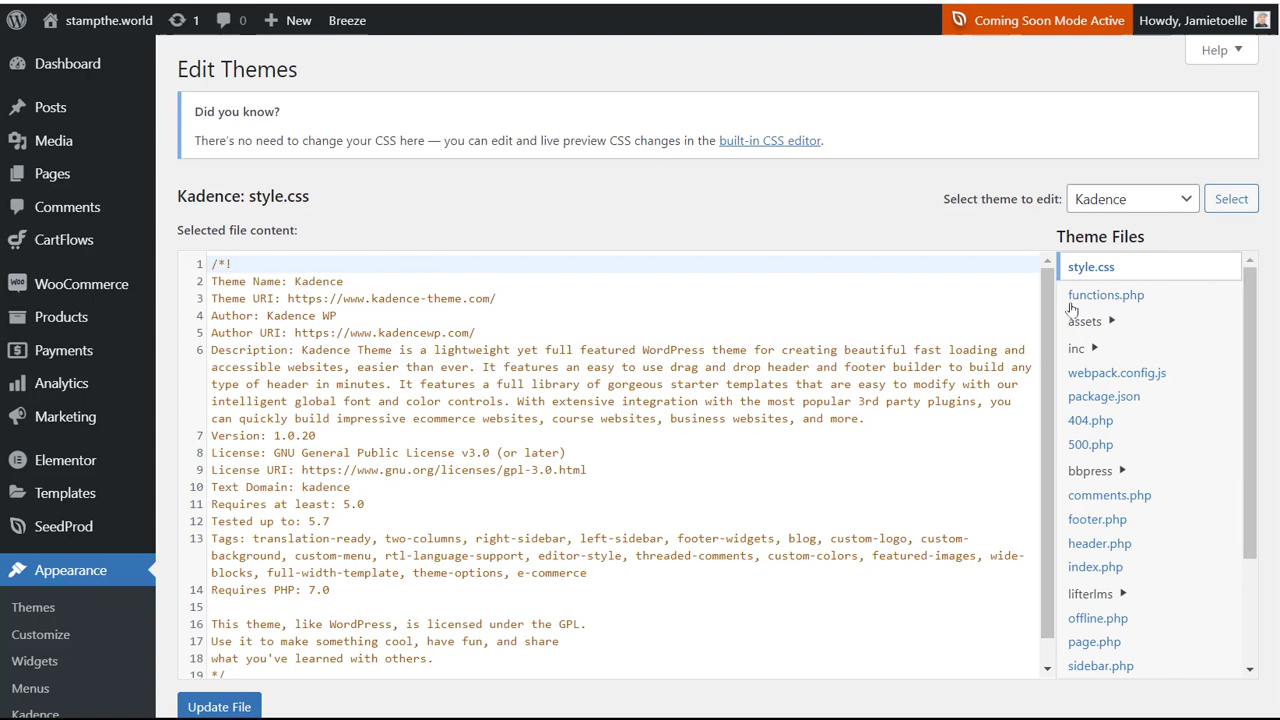 stampthe.world
1
0
New
Breeze
Coming Soon Mode Active
Howdy, Jamietoelle
Help
Dashboard
Posts
Media
Pages
Comments
CartFlows
WooCommerce
Products
Payments
Analytics
Marketing
Elementor
Templates
SeedProd
Appearance
Themes
Customize
Widgets
Menus
Kadence
Edit Themes
Did you know?
There's no need to change your CSS here — you can edit and live preview CSS changes in the built-in CSS editor.
Kadence: style.css
Select theme to edit:
Kadence
Select
Selected file content:
1 /*!
2 Theme Name: Kadence
3 Theme URI: https://www.kadence-theme.com/
4 Author: Kadence WP
5 Author URI: https://www.kadencewp.com/
6 Description: Kadence Theme is a lightweight yet full featured WordPress theme for creating beautiful fast loading and
accessible websites, easier than ever. It features an easy to use drag and drop header and footer builder to build any
type of header in minutes. It features a full library of gorgeous starter templates that are easy to modify with our
intelligent global font and color controls. With extensive integration with the most popular 3rd party plugins, you
can quickly build impressive ecommerce websites, course websites, business websites, and more.
7 Version: 1.0.20
8 License: GNU General Public License v3.0 (or later)
9 License URI: https://www.gnu.org/licenses/gpl-3.0.html
10 Text Domain: kadence
11 Requires at least: 5.0
12 Tested up to: 5.7
13 Tags: translation-ready, two-columns, right-sidebar, left-sidebar, footer-widgets, blog, custom-logo, custom-
background, custom-menu, rtl-language-support, editor-style, threaded-comments, custom-colors, featured-images, wide-
blocks, full-width-template, theme-options, e-commerce
14 Requires PHP: 7.0
15
16 This theme, like WordPress, is licensed under the GPL.
17 Use it to make something cool, have fun, and share
18 what you've learned with others.
19 */
Update File
Theme Files
style.css
functions.php
assets
inc
webpack.config.js
package.json
404.php
500.php
bbpress
comments.php
footer.php
header.php
index.php
lifterlms
offline.php
page.php
sidebar.php